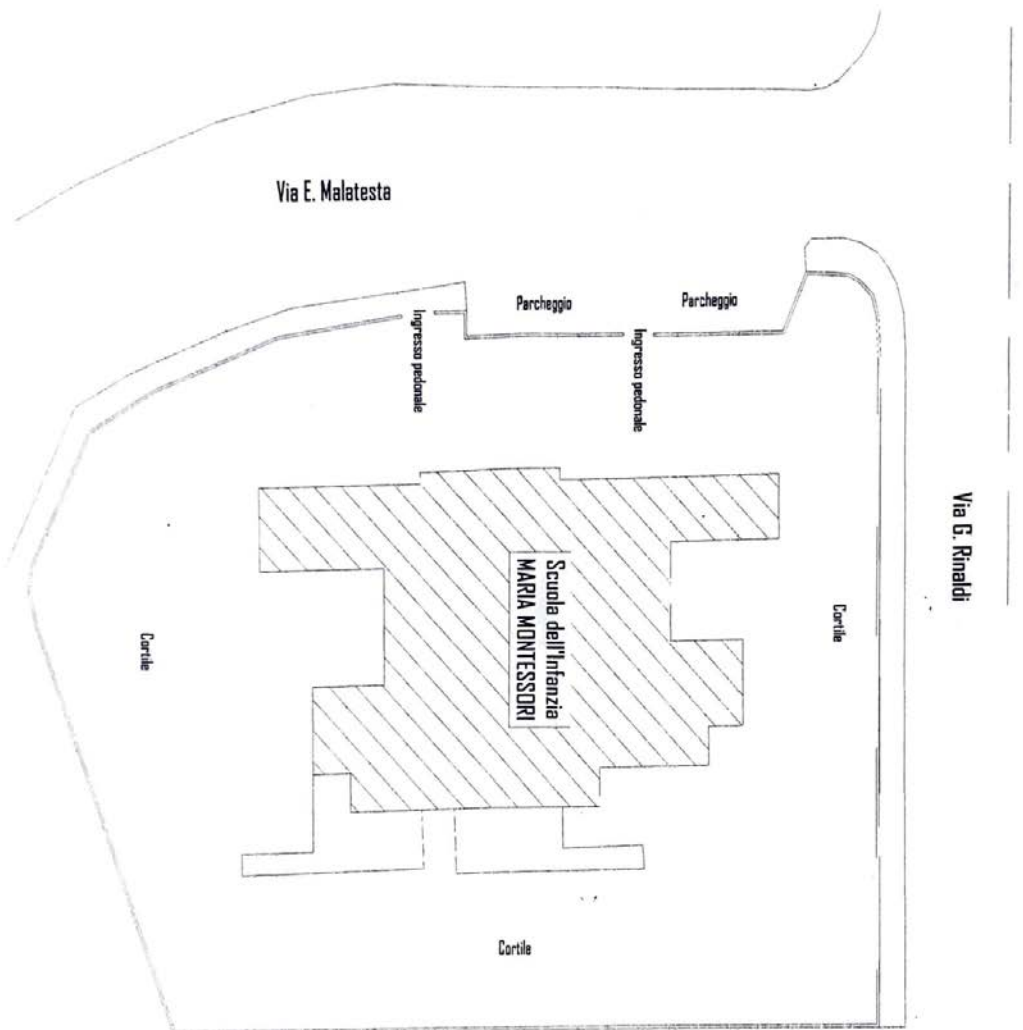 Via E. Malatesta
Parcheggio
Parcheggio
Ingresso pedonale
Ingresso pedonale
Via G. Rinaldi
Scuola dell'Infanzia
MARIA MONTESSORI
Cortile
Cortile
Cortile